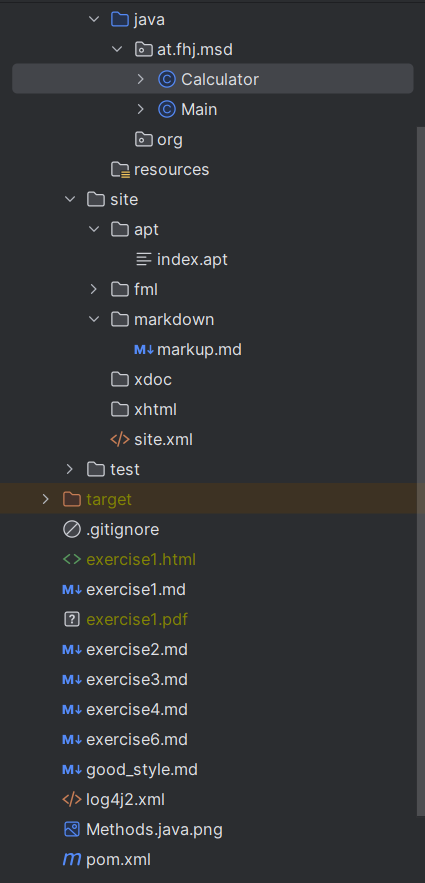 java
at.fhj.msd
C Calculator
C Main
org
resources
site
apt
index.apt
fml
markdown
M↓ markup.md
xdoc
xhtml
</> site.xml
test
target
.gitignore
<> exercise1.html
M↓ exercise1.md
? exercise1.pdf
M↓ exercise2.md
M↓ exercise3.md
M↓ exercise4.md
M↓ exercise6.md
M↓ good_style.md
</> log4j2.xml
Methods.java.png
m pom.xml